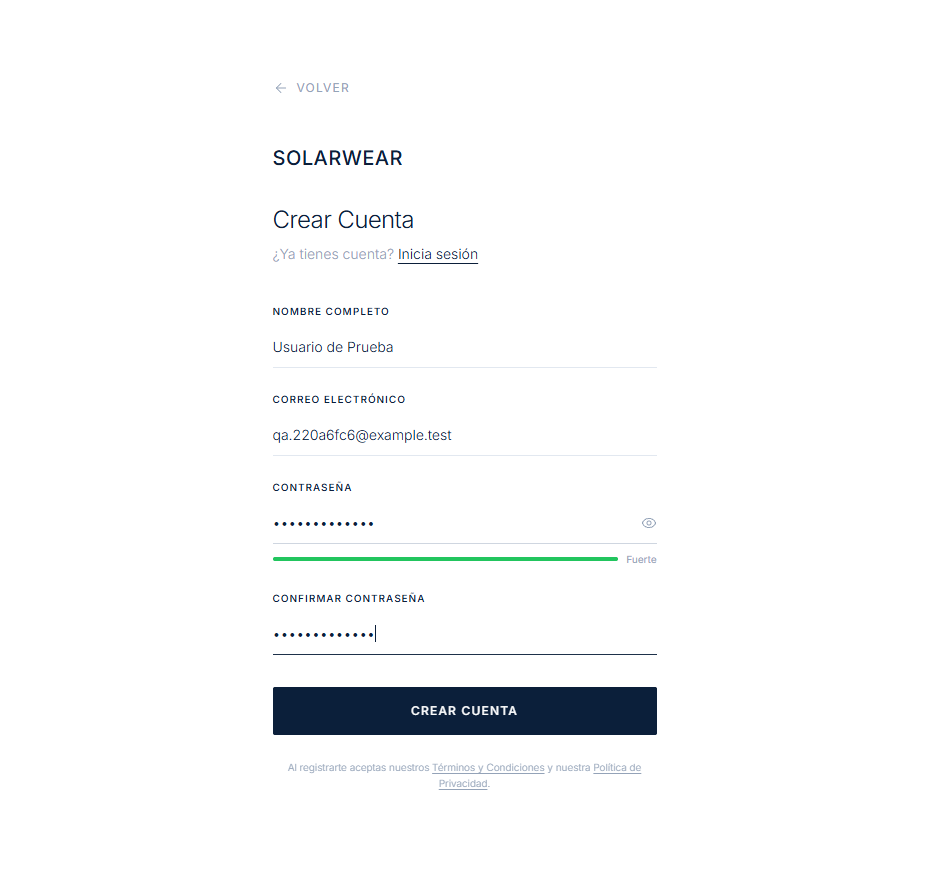 ← VOLVER
SOLARWEAR
Crear Cuenta
¿Ya tienes cuenta? Inicia sesión
NOMBRE COMPLETO
Usuario de Prueba
CORREO ELECTRÓNICO
qa.220a6fc6@example.test
CONTRASEÑA
•••••••••••••
Fuerte
CONFIRMAR CONTRASEÑA
•••••••••••••
CREAR CUENTA
Al registrarte aceptas nuestros Términos y Condiciones y nuestra Política de
Privacidad.